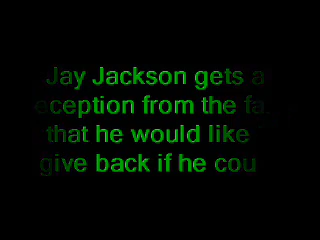 Jay Jackson gets a
eception from the fa
that he would like
give back if he cou